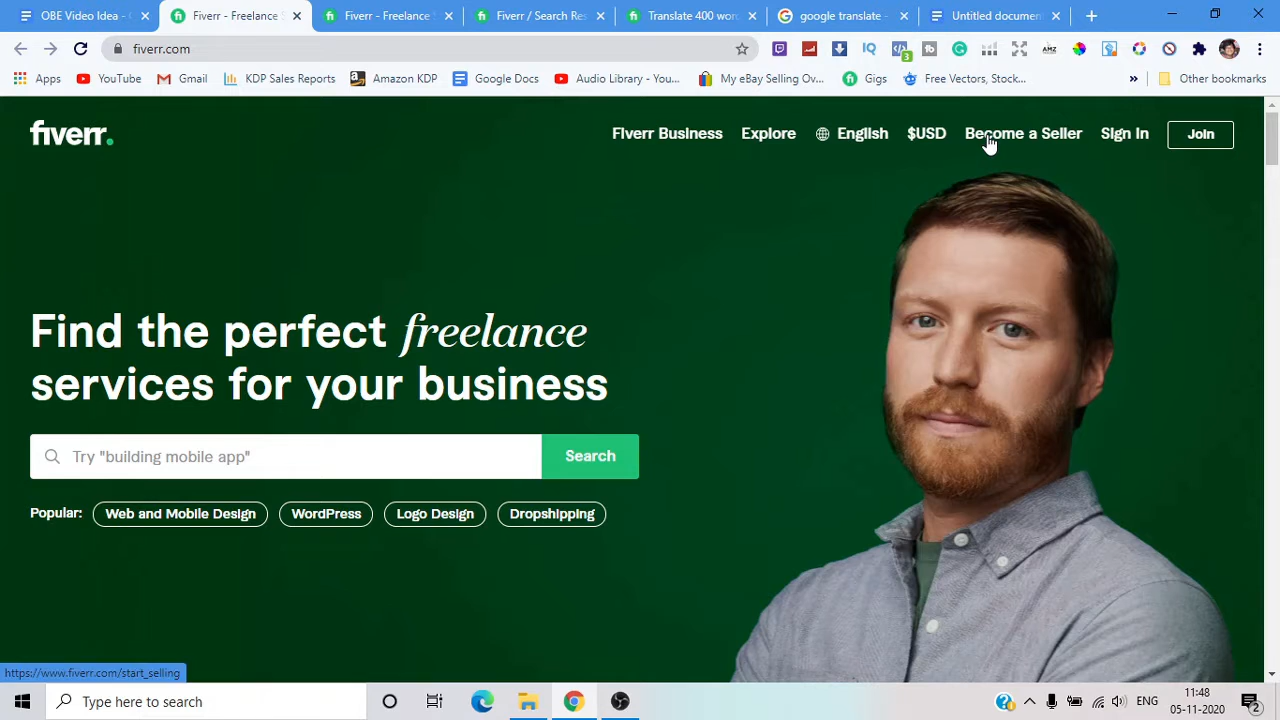 OBE Video Idea -
Fiverr - Freelance S
Fiverr - Freelance S
Fiverr / Search Res
Translate 400 wor
google translate -
Untitled documen
fiverr.com
3
Apps
YouTube
Gmail
KDP Sales Reports
Amazon KDP
Google Docs
Audio Library - You...
My eBay Selling Ov...
Gigs
Free Vectors, Stock...
Other bookmarks
fiverr.
Fiverr Business
Explore
English
$USD
Become a Seller
Sign In
Join
Find the perfect freelance
services for your business
Try "building mobile app"
Search
Popular:
Web and Mobile Design
WordPress
Logo Design
Dropshipping
https://www.fiverr.com/start_selling
Type here to search
ENG
11:48
05-11-2020
2